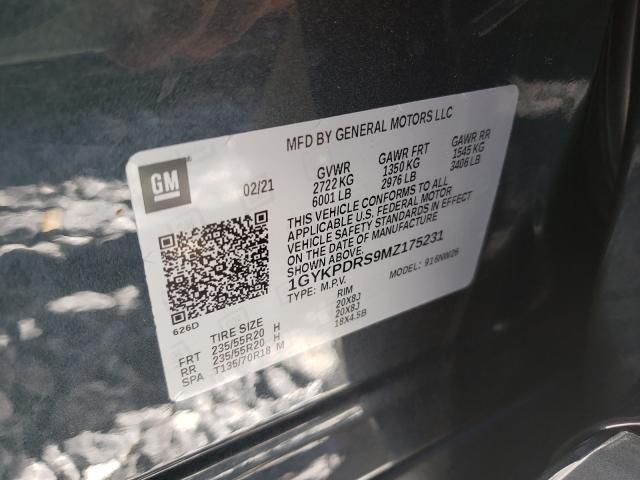 MFD BY GENERAL MOTORS LLC
GM
02/21
GVWR GAWR FRT GAWR RR
2722 KG 1350 KG 1545 KG
6001 LB 2976 LB 3406 LB
THIS VEHICLE CONFORMS TO ALL
APPLICABLE U.S. FEDERAL MOTOR
VEHICLE SAFETY STANDARDS IN EFFECT
ON THE DATE OF MANUFACTURE
SHOWN ABOVE.
1GYKPDRS9MZ175231
TYPE: M.P.V. MODEL: 916NW26
626D
TIRE SIZE RIM
FRT 235/55R20 H 20X8J
RR 235/55R20 H 20X8J
SPA T135/70R18 M 18X4.5B